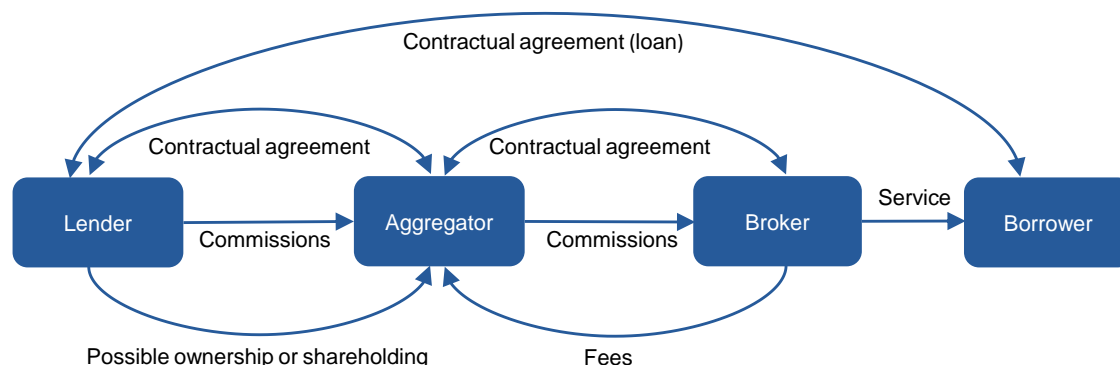 Contractual agreement (loan)
Contractual agreement
Contractual agreement
Lender
Commissions
Aggregator
Commissions
Broker
Service
Borrower
Possible ownership or shareholding
Fees